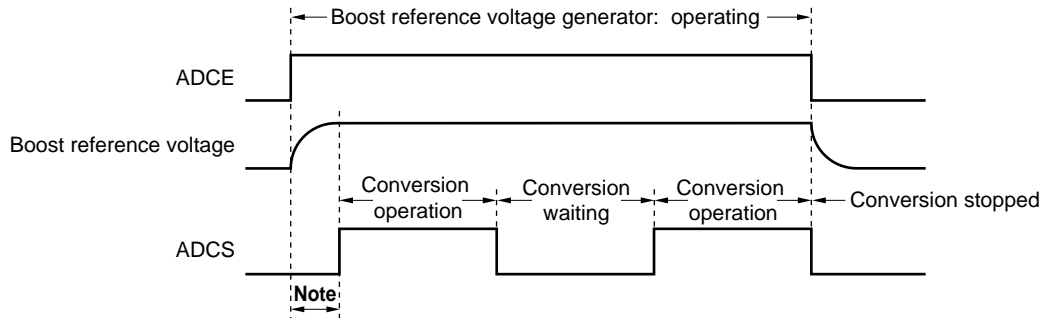 Boost reference voltage generator: operating
ADCE
Boost reference voltage
Conversion
operation
Conversion
waiting
Conversion
operation
Conversion stopped
ADCS
Note